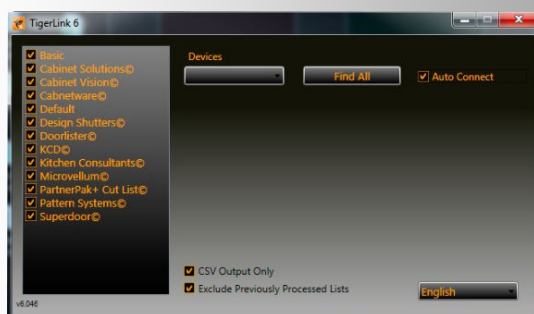 TigerLink 6
Basic
Cabinet Solutions©
Cabinet Vision©
Cabnetware©
Default
Design Shutters©
Doorlister©
KCD©
Kitchen Consultants©
Microvellum©
PartnerPak+ Cut List©
Pattern Systems©
Superdoor©
Devices
Find All
Auto Connect
CSV Output Only
Exclude Previously Processed Lists
English
v6.046